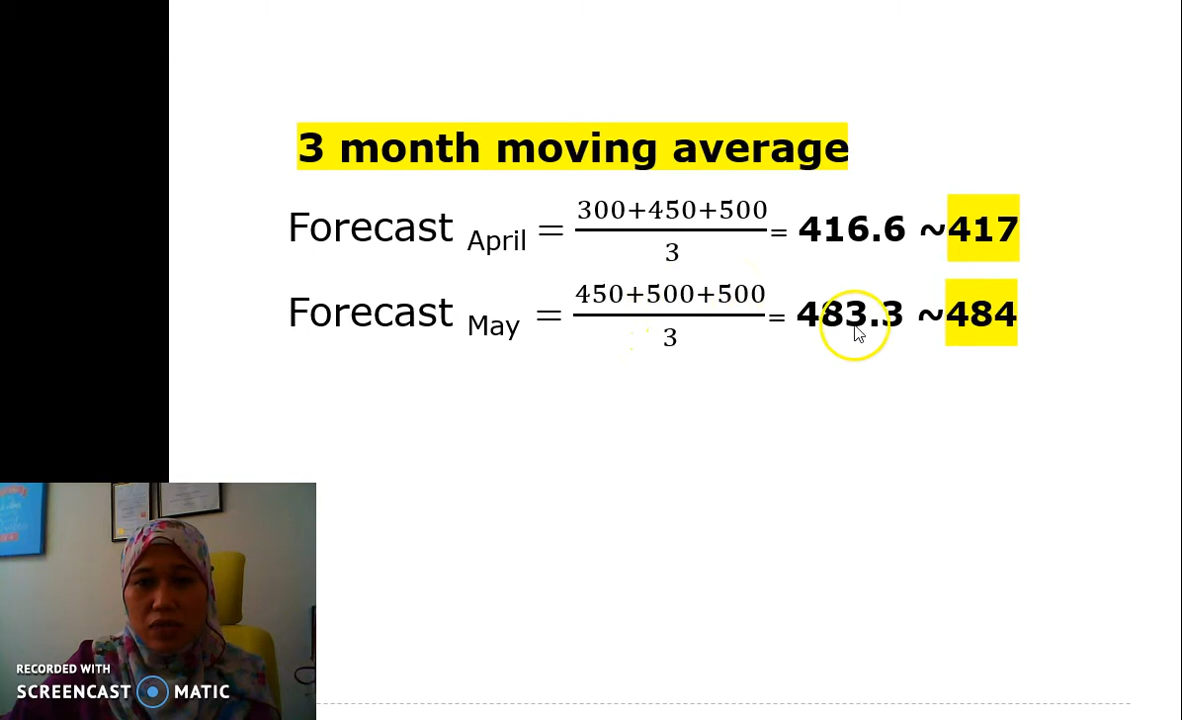 3 month moving average
Forecast April = 300+450+500/3 = 416.6 ~417
Forecast May = 450+500+500/3 = 483.3 ~484
RECORDED WITH
SCREENCAST MATIC